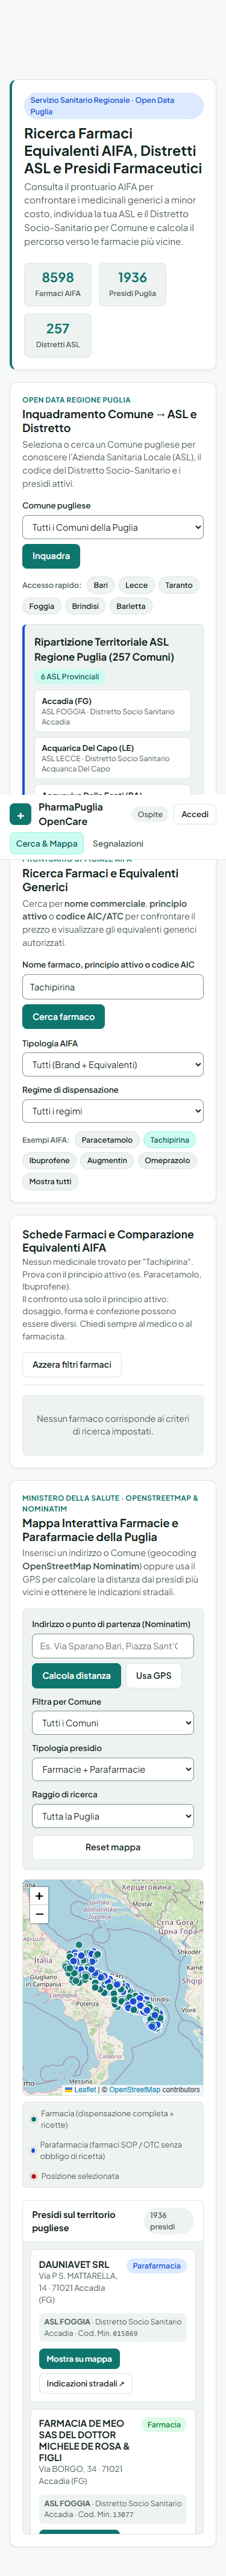 Servizio Sanitario Regionale · Open Data
Puglia
Ricerca Farmaci
Equivalenti AIFA, Distretti
ASL e Presidi Farmaceutici
Consulta il prontuario AIFA per
confrontare i medicinali generici a minor
costo, individua la tua ASL e il Distretto
Socio-Sanitario per Comune e calcola il
percorso verso le farmacie più vicine.
8598
Farmaci AIFA
1936
Presidi Puglia
257
Distretti ASL
OPEN DATA REGIONE PUGLIA
Inquadramento Comune → ASL e
Distretto
Seleziona o cerca un Comune pugliese per
conoscere l'Azienda Sanitaria Locale (ASL), il
codice del Distretto Socio-Sanitario e i
presidi attivi.
Comune pugliese
Tutti i Comuni della Puglia
Inquadra
Accesso rapido: Bari Lecce Taranto
Foggia Brindisi Barletta
Ripartizione Territoriale ASL
Regione Puglia (257 Comuni)
6 ASL Provinciali
Accadia (FG)
ASL FOGGIA · Distretto Socio Sanitario
Accadia
Acquarica Del Capo (LE)
ASL LECCE · Distretto Socio Sanitario
Acquarica Del Capo
PharmaPuglia
OpenCare
Ospite
Accedi
Cerca & Mappa
Segnalazioni
Ricerca Farmaci e Equivalenti
Generici
Cerca per nome commerciale, principio
attivo o codice AIC/ATC per confrontare il
prezzo e visualizzare gli equivalenti generici
autorizzati.
Nome farmaco, principio attivo o codice AIC
Tachipirina
Cerca farmaco
Tipologia AIFA
Tutti (Brand + Equivalenti)
Regime di dispensazione
Tutti i regimi
Esempi AIFA: Paracetamolo Tachipirina
Ibuprofene Augmentin Omeprazolo
Mostra tutti
Schede Farmaci e Comparazione
Equivalenti AIFA
Nessun medicinale trovato per "Tachipirina".
Prova con il principio attivo (es. Paracetamolo,
Ibuprofene).
Il confronto usa solo il principio attivo:
dosaggio, forma e confezione possono
essere diversi. Chiedi sempre al medico o al
farmacista.
Azzera filtri farmaci
Nessun farmaco corrisponde ai criteri
di ricerca impostati.
MINISTERO DELLA SALUTE · OPENSTREETMAP &
NOMINATIM
Mappa Interattiva Farmacie e
Parafarmacie della Puglia
Inserisci un indirizzo o Comune (geocoding
OpenStreetMap Nominatim) oppure usa il
GPS per calcolare la distanza dai presidi più
vicini e ottenere le indicazioni stradali.
Indirizzo o punto di partenza (Nominatim)
Es. Via Sparano Bari, Piazza Sant'(
Calcola distanza
Usa GPS
Filtra per Comune
Tutti i Comuni
Tipologia presidio
Farmacie + Parafarmacie
Raggio di ricerca
Tutta la Puglia
Reset mappa
+
−
Херцеговина
Mostar
Splitsko-
dalmatinska
županija
Crna Gora /
Црна Гора
Shkodër
Abruzzo
Italia
Giugliano
in Campania
Potenza
Vlorë
Calabria
Messina
Leaflet | © OpenStreetMap contributors
Farmacia (dispensazione completa +
ricette)
Parafarmacia (farmaci SOP / OTC senza
obbligo di ricetta)
Posizione selezionata
Presidi sul territorio
pugliese
1936
presidi
DAUNIAVET SRL
Parafarmacia
Via P S. MATTARELLA,
14 · 71021 Accadia
(FG)
ASL FOGGIA · Distretto Socio Sanitario
Accadia · Cod. Min. 015869
Mostra su mappa
Indicazioni stradali ↗
FARMACIA DE MEO
SAS DEL DOTTOR
MICHELE DE ROSA &
FIGLI
Farmacia
Via BORGO, 34 · 71021
Accadia (FG)
ASL FOGGIA · Distretto Socio Sanitario
Accadia · Cod. Min. 13077